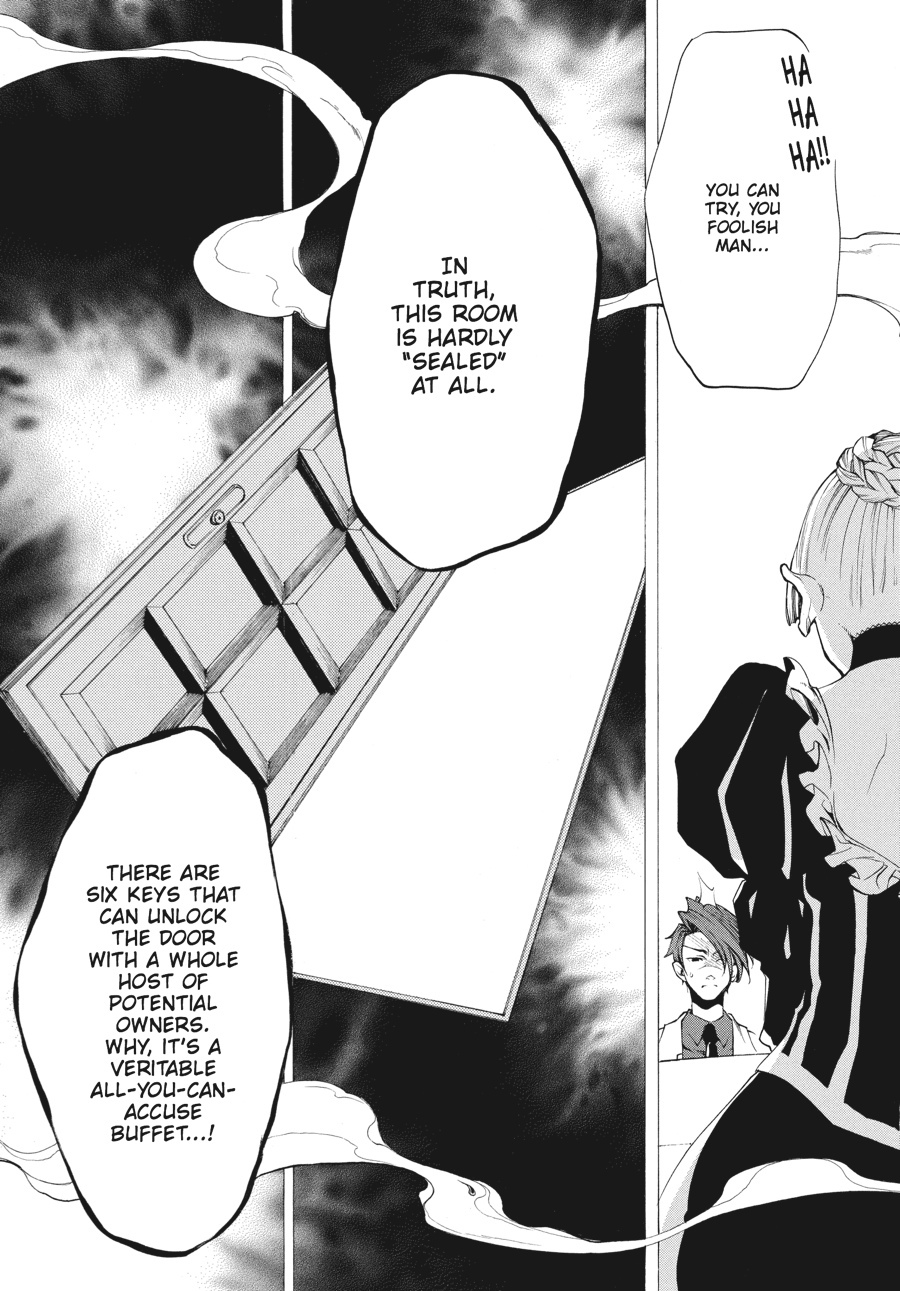 HA
HA
HA!!
YOU CAN
TRY, YOU
FOOLISH
MAN...
IN
TRUTH,
THIS ROOM
IS HARDLY
"SEALED"
AT ALL.
THERE ARE
SIX KEYS THAT
CAN UNLOCK
THE DOOR
WITH A WHOLE
HOST OF
POTENTIAL
OWNERS.
WHY, IT'S A
VERITABLE
ALL-YOU-CAN-
ACCUSE
BUFFET...!